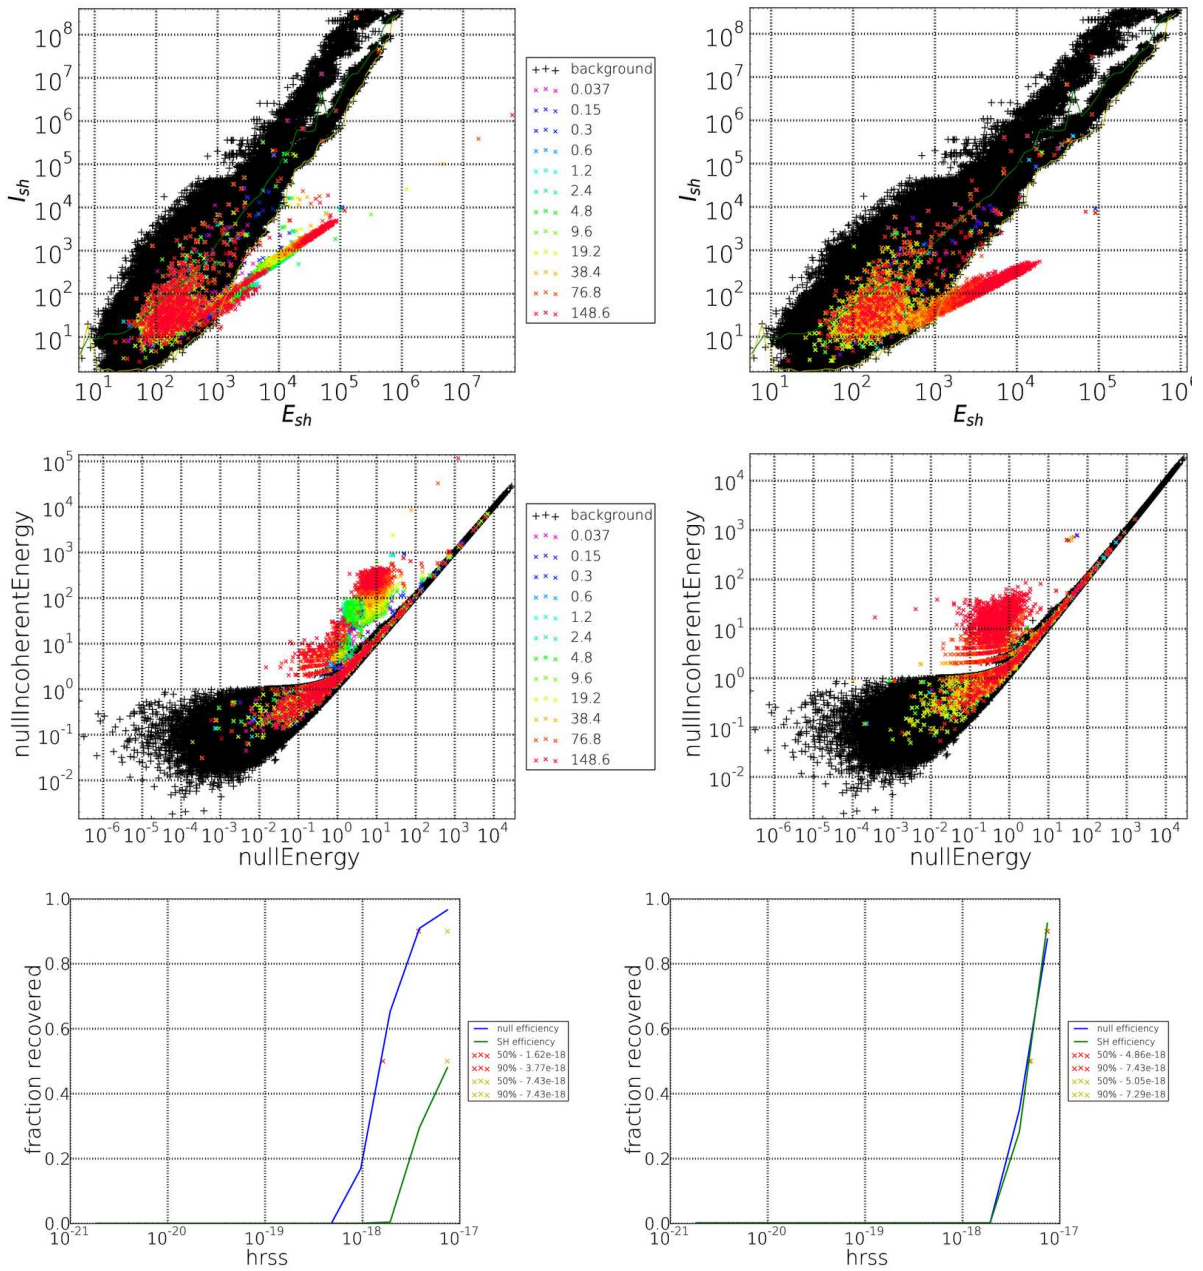 10^8
10^7
10^6
10^5
10^4
10^3
10^2
10^1
I_sh
10^1 10^2 10^3 10^4 10^5 10^6 10^7
E_sh
+++ background
××× 0.037
××× 0.15
××× 0.3
××× 0.6
××× 1.2
××× 2.4
××× 4.8
××× 9.6
××× 19.2
××× 38.4
××× 76.8
××× 148.6
10^8
10^7
10^6
10^5
10^4
10^3
10^2
10^1
I_sh
10^1 10^2 10^3 10^4 10^5 10^6
E_sh
10^5
10^4
10^3
10^2
10^1
10^0
10^-1
10^-2
nullIncoherentEnergy
10^-6 10^-5 10^-4 10^-3 10^-2 10^-1 10^0 10^1 10^2 10^3 10^4
nullEnergy
+++ background
××× 0.037
××× 0.15
××× 0.3
××× 0.6
××× 1.2
××× 2.4
××× 4.8
××× 9.6
××× 19.2
××× 38.4
××× 76.8
××× 148.6
10^4
10^3
10^2
10^1
10^0
10^-1
10^-2
nullIncoherentEnergy
10^-6 10^-5 10^-4 10^-3 10^-2 10^-1 10^0 10^1 10^2 10^3 10^4
nullEnergy
1.0
0.8
0.6
0.4
0.2
0.0
fraction recovered
10^-21 10^-20 10^-19 10^-18 10^-17
hrss
null efficiency
SH efficiency
××× 50% - 1.62e-18
××× 90% - 3.77e-18
××× 50% - 7.43e-18
××× 90% - 7.43e-18
1.0
0.8
0.6
0.4
0.2
0.0
fraction recovered
10^-21 10^-20 10^-19 10^-18 10^-17
hrss
null efficiency
SH efficiency
××× 50% - 4.86e-18
××× 90% - 7.43e-18
××× 50% - 5.05e-18
××× 90% - 7.29e-18